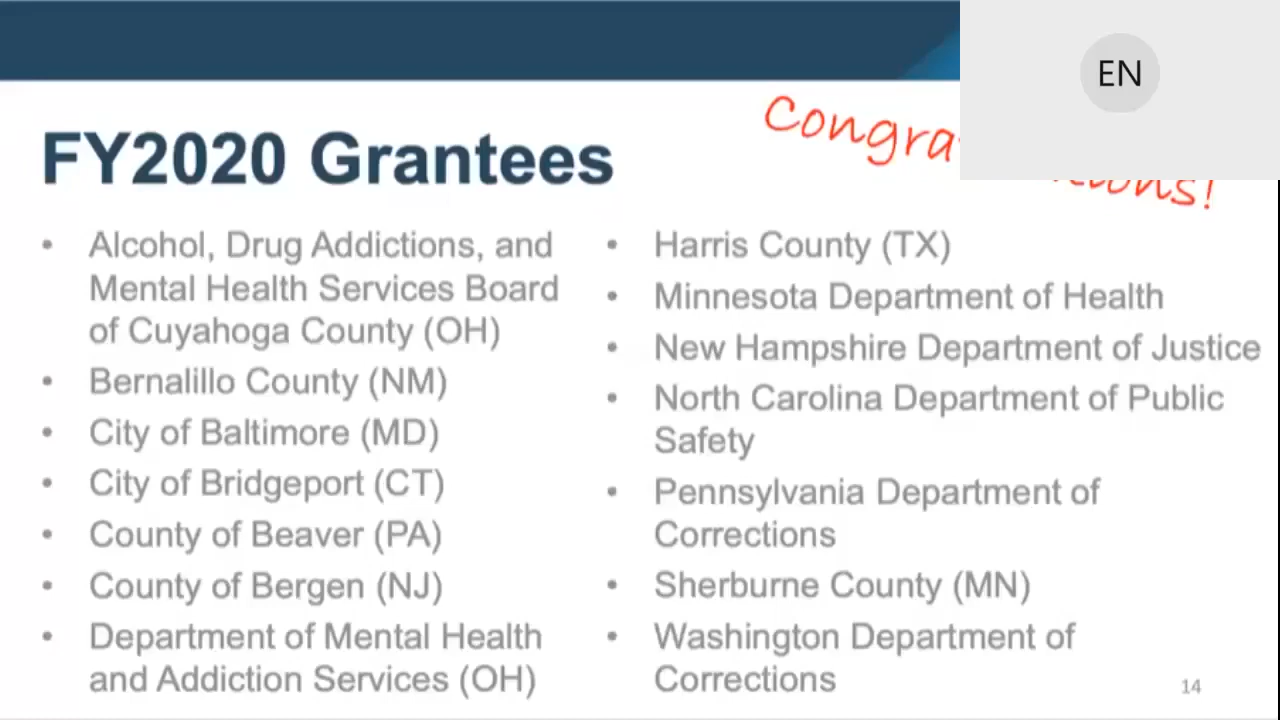 EN
Congra
tions!
FY2020 Grantees
• Alcohol, Drug Addictions, and
Mental Health Services Board
of Cuyahoga County (OH)
• Bernalillo County (NM)
• City of Baltimore (MD)
• City of Bridgeport (CT)
• County of Beaver (PA)
• County of Bergen (NJ)
• Department of Mental Health
and Addiction Services (OH)
• Harris County (TX)
• Minnesota Department of Health
• New Hampshire Department of Justice
• North Carolina Department of Public
Safety
• Pennsylvania Department of
Corrections
• Sherburne County (MN)
• Washington Department of
Corrections
14